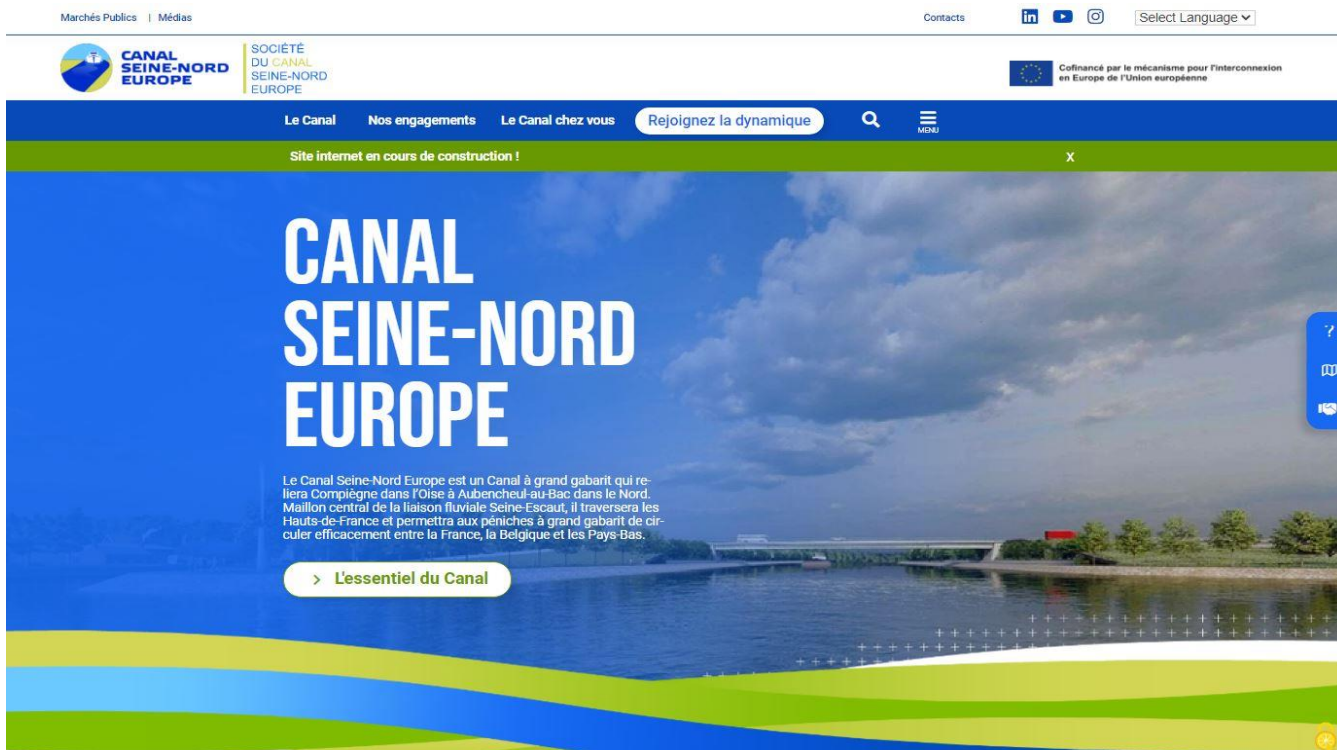 Marchés Publics | Médias
Contacts
Select Language
CANAL
SEINE-NORD
EUROPE
SOCIÉTÉ
DU CANAL
SEINE-NORD
EUROPE
Cofinancé par le mécanisme pour l'interconnexion
en Europe de l'Union européenne
Le Canal Nos engagements Le Canal chez vous Rejoignez la dynamique
MENU
Site internet en cours de construction ! X
CANAL
SEINE-NORD
EUROPE
Le Canal Seine-Nord Europe est un Canal à grand gabarit qui re-
liera Compiègne dans l'Oise à Aubencheul-au-Bac dans le Nord.
Maillon central de la liaison fluviale Seine-Escaut, il traversera les
Hauts-de-France et permettra aux péniches à grand gabarit de cir-
culer efficacement entre la France, la Belgique et les Pays-Bas.
> L'essentiel du Canal
?